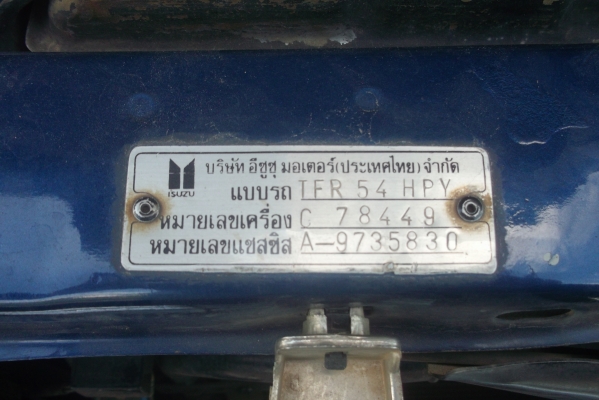 บริษัท อีซูซุ มอเตอร์(ประเทศไทย)จำกัด
ISUZU
แบบรถ TFR 54 HPY
หมายเลขเครื่อง C 78449
หมายเลขแชสซิส A-9735830